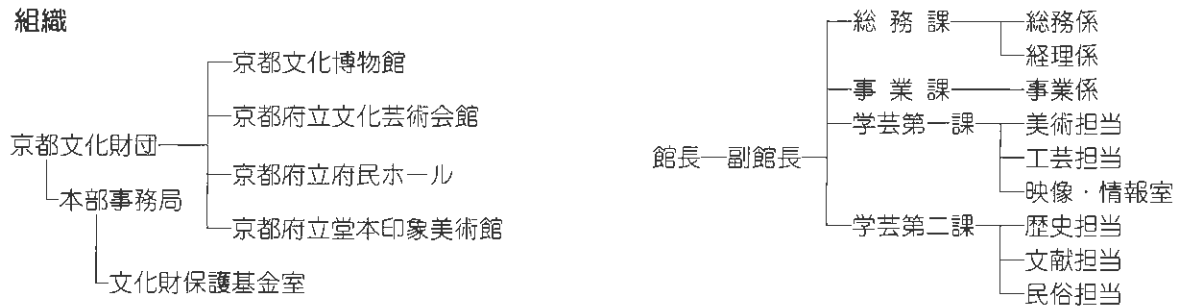 組織
京都文化財団
京都文化博物館
京都府立文化芸術会館
京都府立府民ホール
京都府立堂本印象美術館
本部事務局
文化財保護基金室
館長
副館長
総務課
総務係
経理係
事業課
事業係
学芸第一課
美術担当
工芸担当
映像・情報室
学芸第二課
歴史担当
文献担当
民俗担当